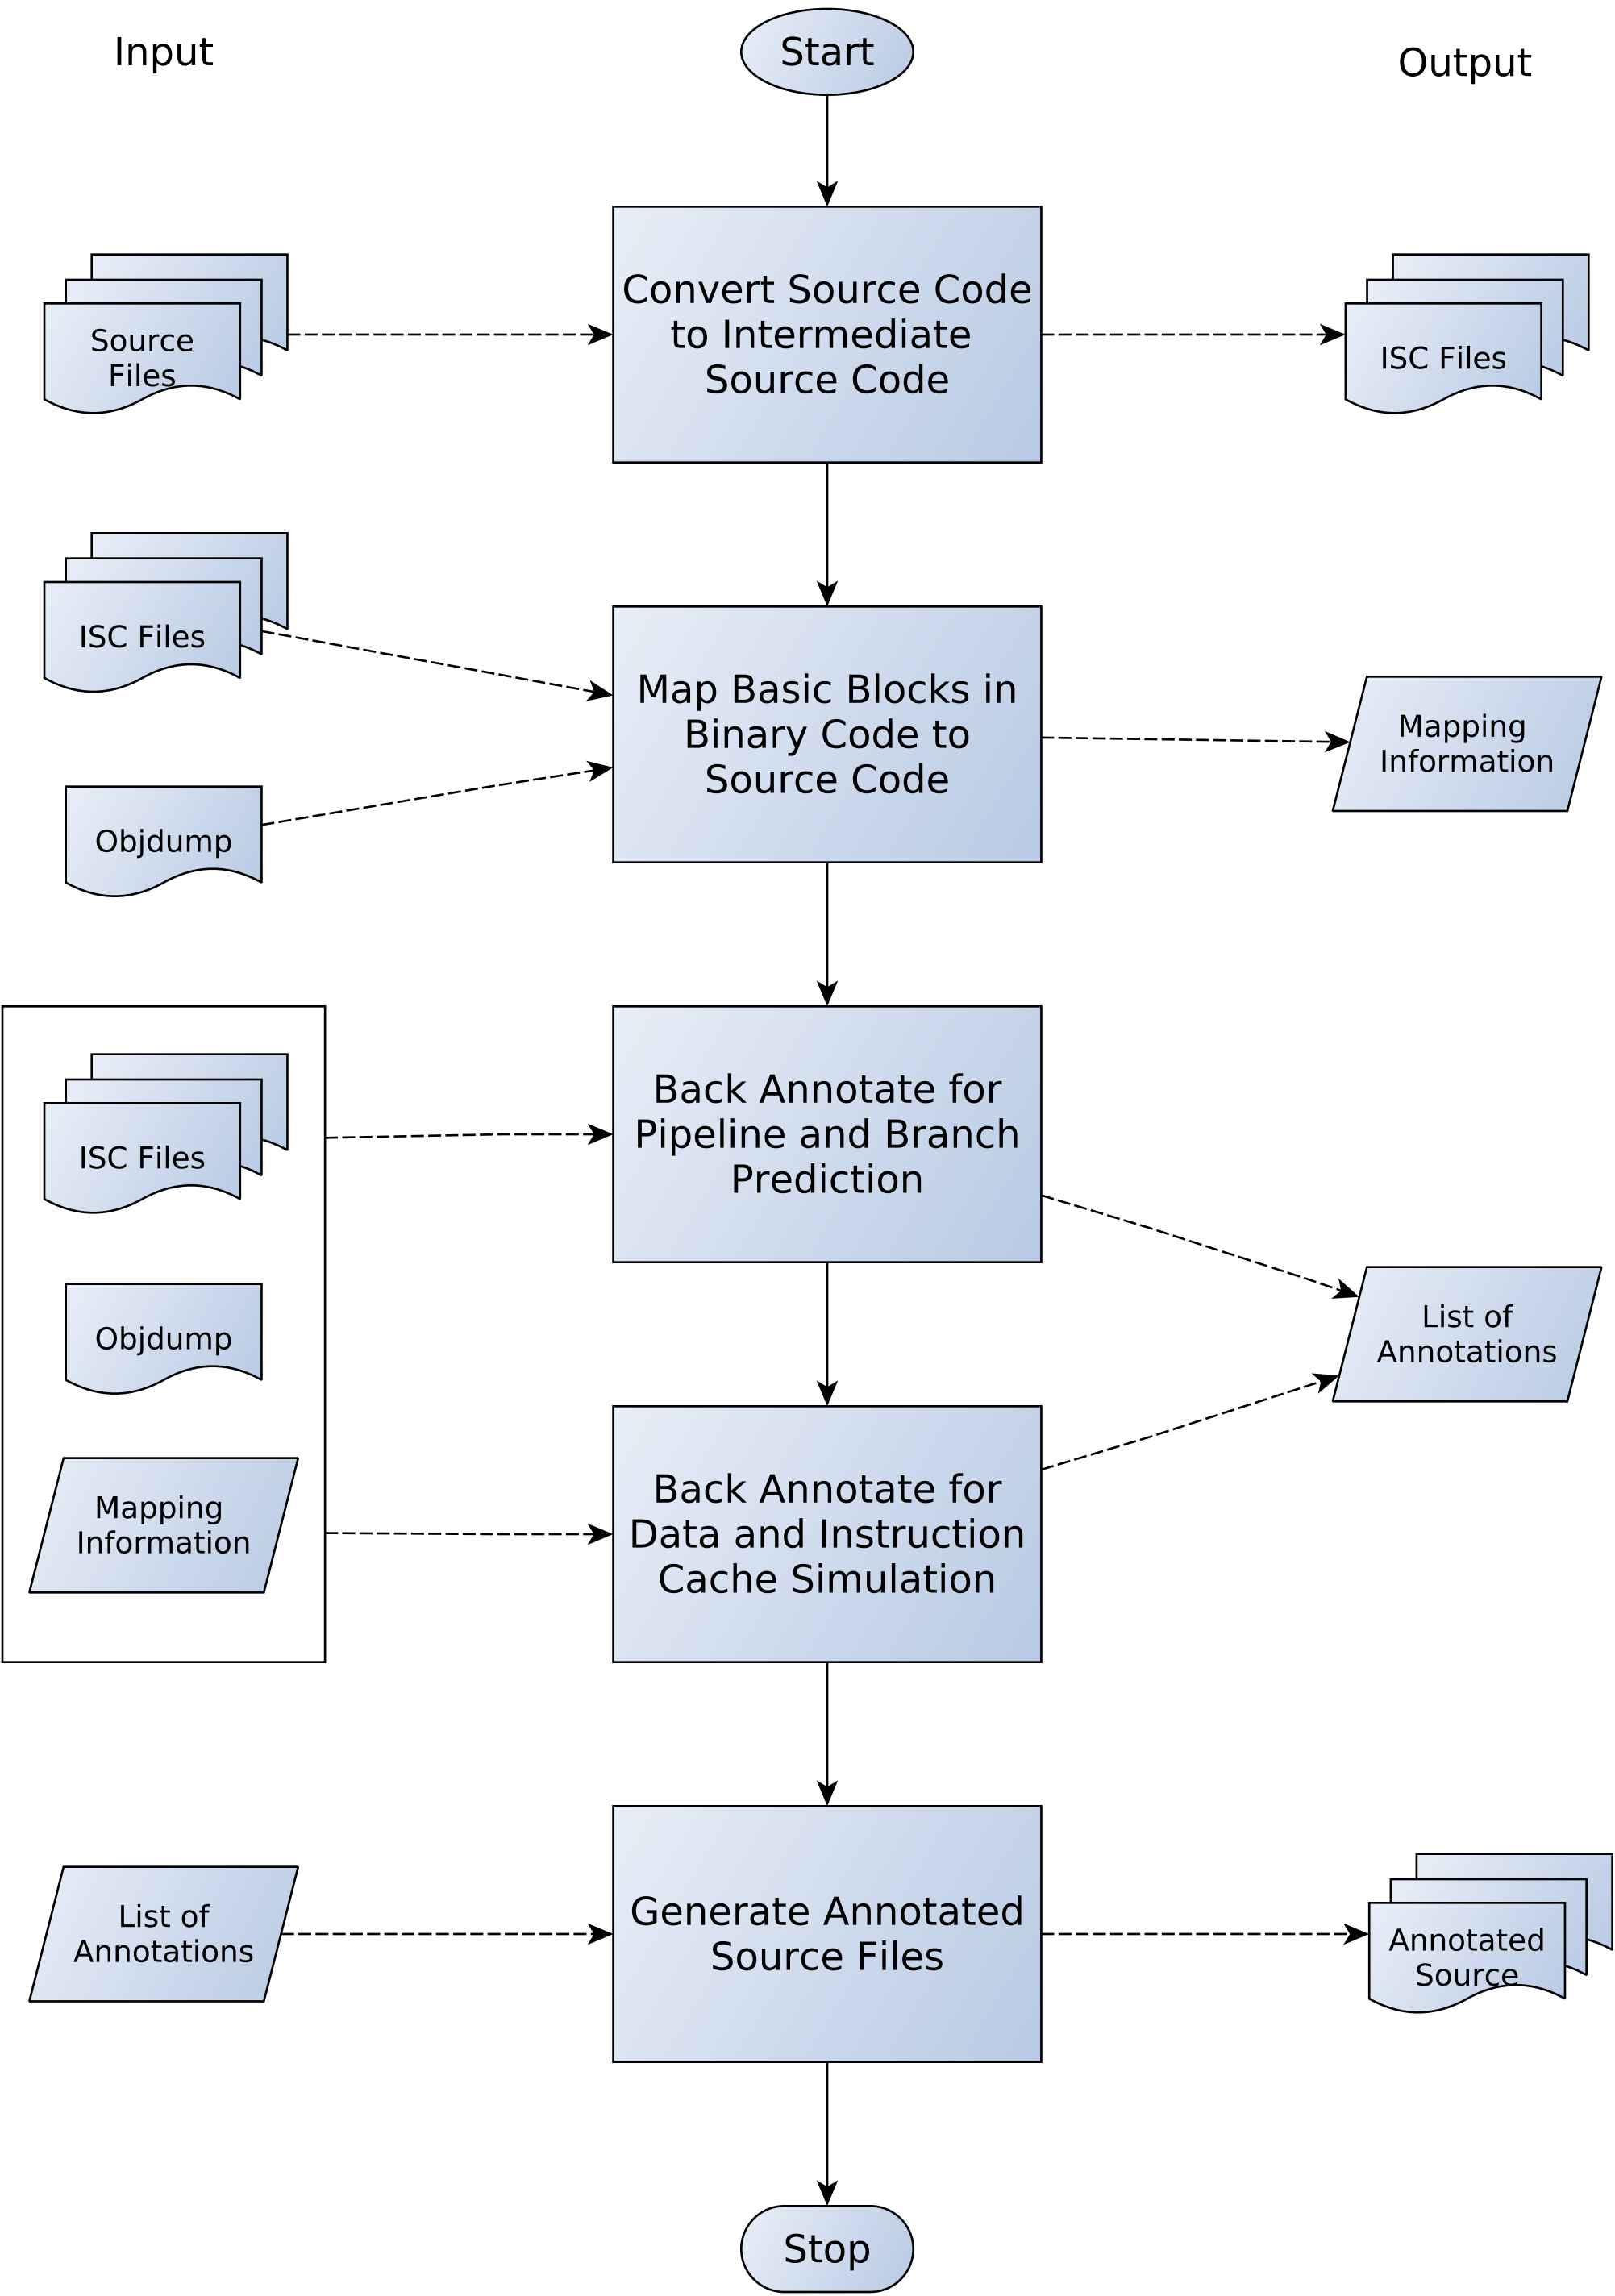 Input
Start
Output
Source
Files
Convert Source Code
to Intermediate
Source Code
ISC Files
ISC Files
Objdump
Map Basic Blocks in
Binary Code to
Source Code
Mapping
Information
ISC Files
Objdump
Mapping
Information
Back Annotate for
Pipeline and Branch
Prediction
Back Annotate for
Data and Instruction
Cache Simulation
List of
Annotations
List of
Annotations
Generate Annotated
Source Files
Annotated
Source
Stop